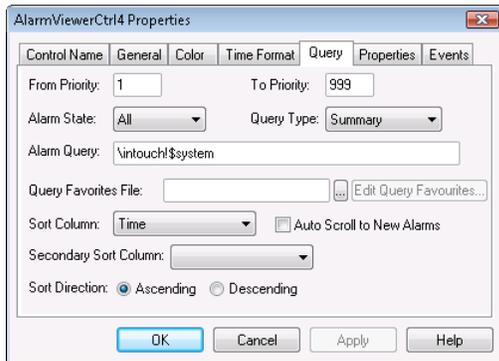 AlarmViewerCtrl4 Properties
Control Name General Color Time Format Query Properties Events
From Priority: 1 To Priority: 999
Alarm State: All Query Type: Summary
Alarm Query: \intouch!$system
Query Favorites File: ... Edit Query Favourites...
Sort Column: Time Auto Scroll to New Alarms
Secondary Sort Column:
Sort Direction: Ascending Descending
OK Cancel Apply Help